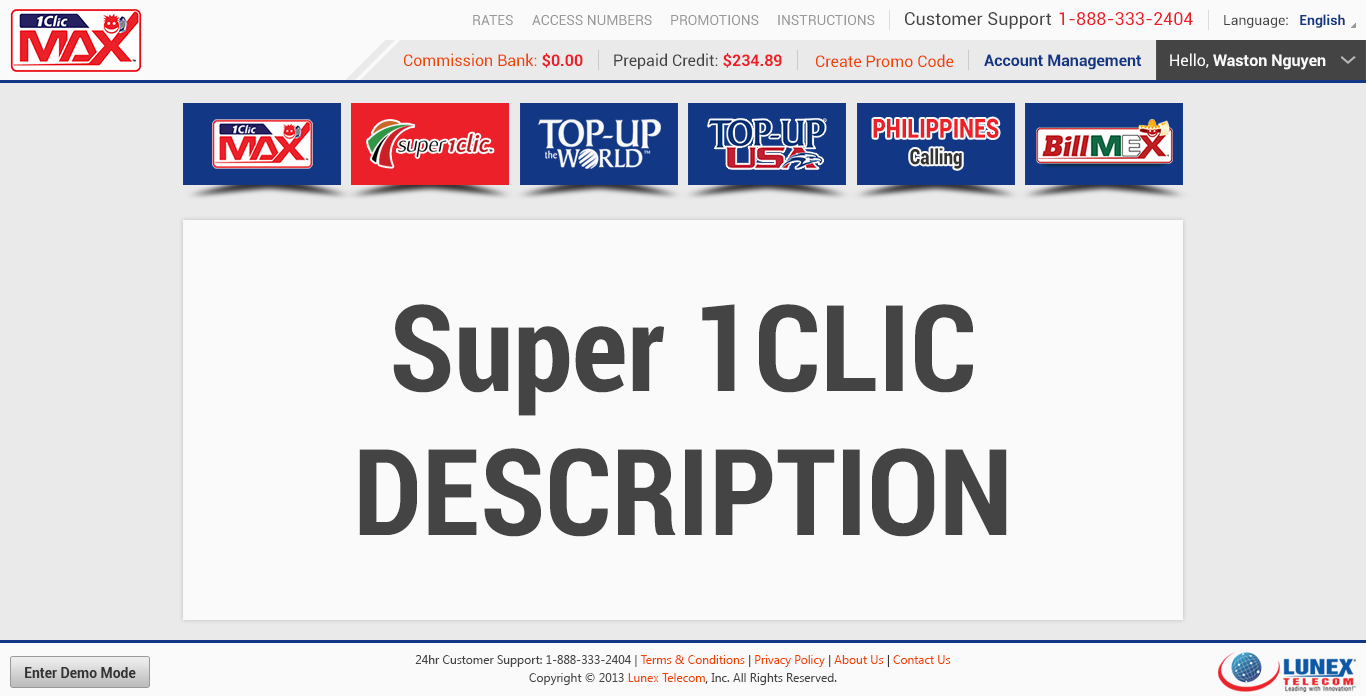 1Clic
MAX™
RATES ACCESS NUMBERS PROMOTIONS INSTRUCTIONS Customer Support 1-888-333-2404 Language: English
Commission Bank: $0.00 Prepaid Credit: $234.89 Create Promo Code Account Management Hello, Waston Nguyen
1Clic
MAX™
super1clic.
TOP-UP
the WORLD™
TOP-UP
USA
PHILIPPINES
Calling
BillMEX
Super 1CLIC
DESCRIPTION
Enter Demo Mode
24hr Customer Support: 1-888-333-2404 | Terms & Conditions | Privacy Policy | About Us | Contact Us
Copyright © 2013 Lunex Telecom, Inc. All Rights Reserved.
LUNEX
TELECOM
Leading with Innovation